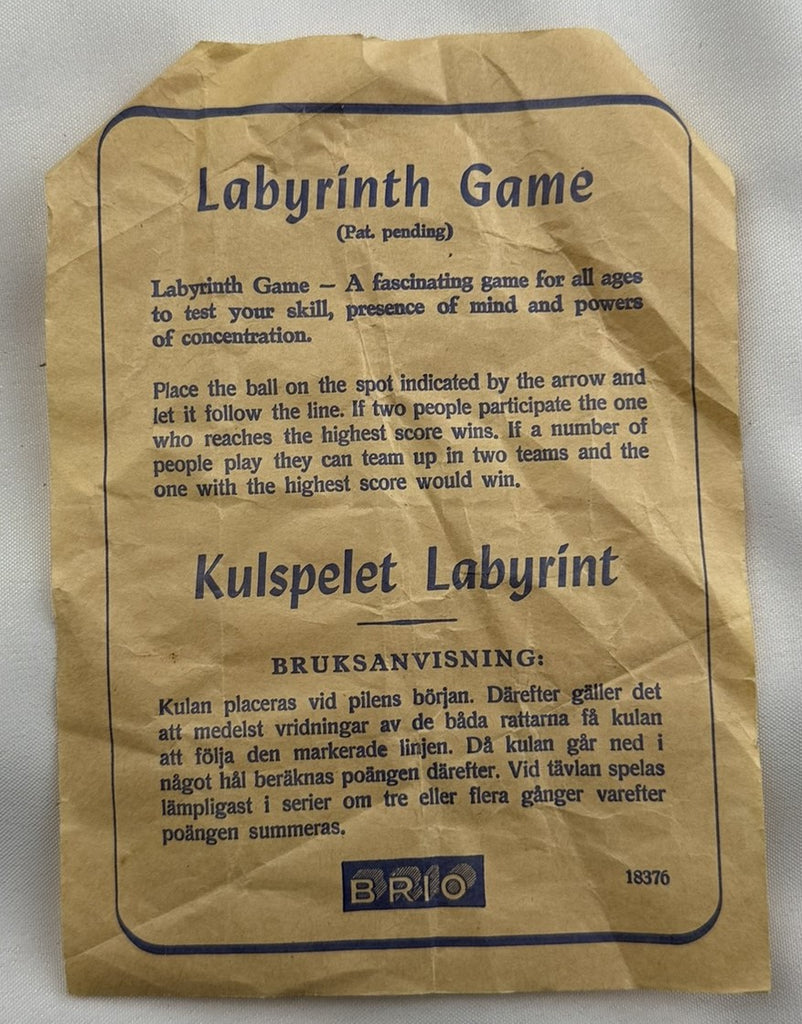 Labyrinth Game
(Pat. pending)
Labyrinth Game — A fascinating game for all ages
to test your skill, presence of mind and powers
of concentration.
Place the ball on the spot indicated by the arrow and
let it follow the line. If two people participate the one
who reaches the highest score wins. If a number of
people play they can team up in two teams and the
one with the highest score would win.
Kulspelet Labyrint
BRUKSANVISNING:
Kulan placeras vid pilens början. Därefter gäller det
att medelst vridningar av de båda rattarna få kulan
att följa den markerade linjen. Då kulan går ned i
något hål beräknas poängen därefter. Vid tävlan spelas
lämpligast i serier om tre eller flera gånger varefter
poängen summeras.
BRIO
18376